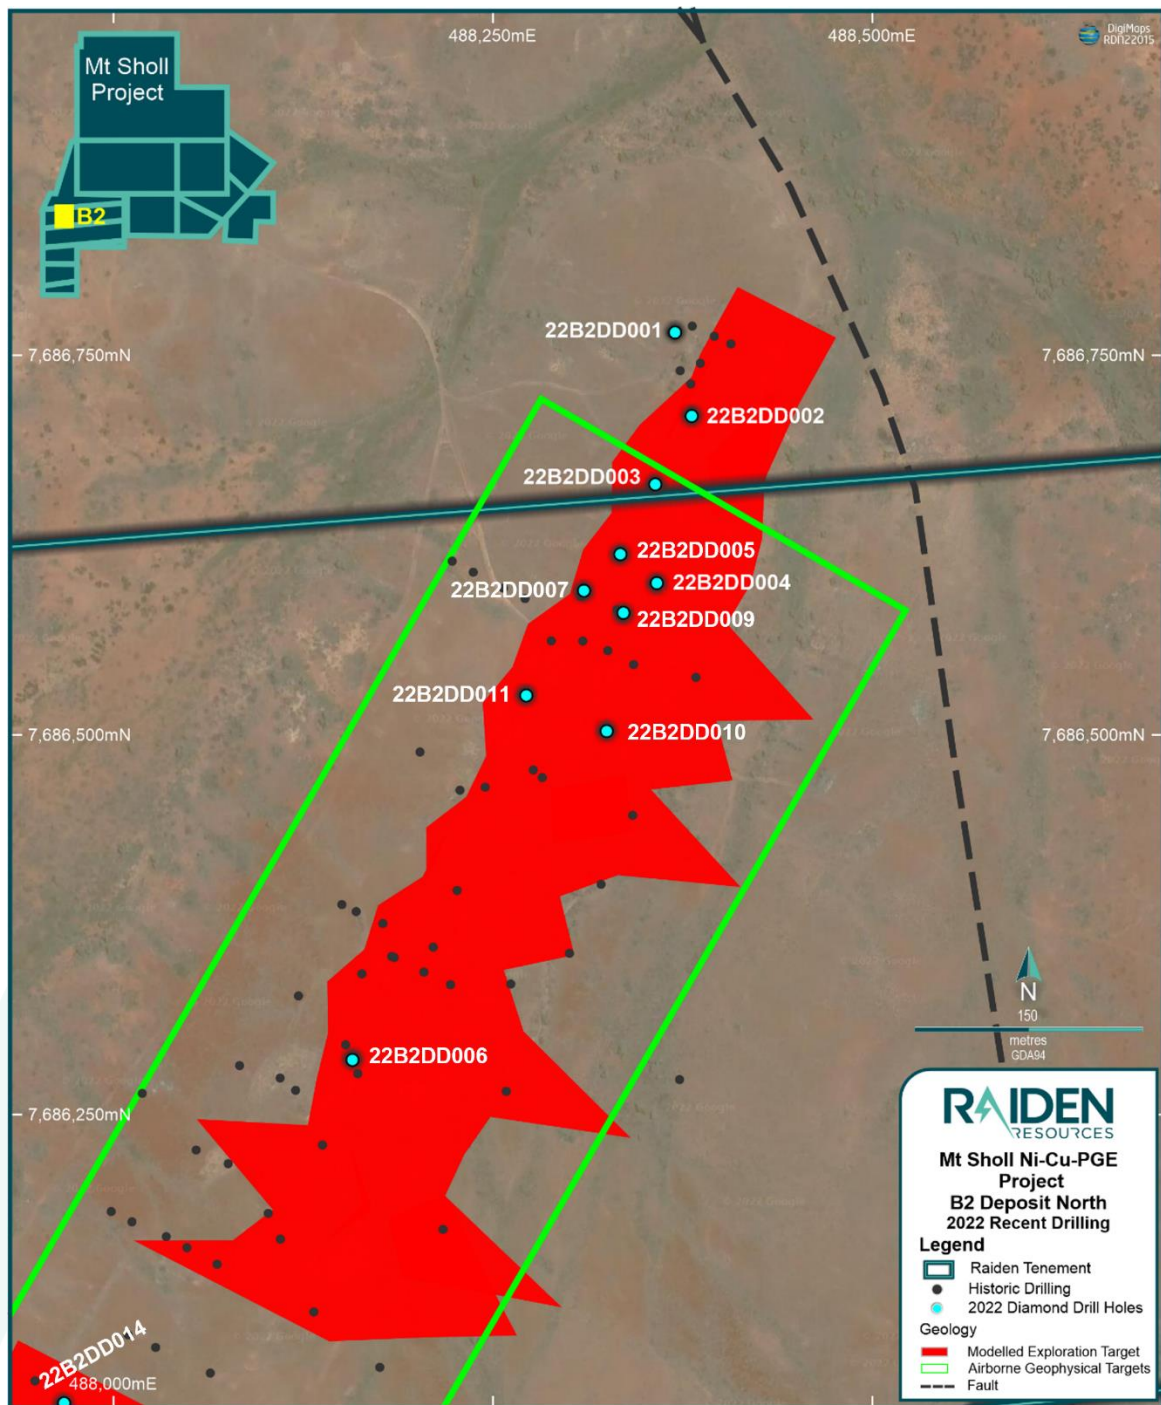 488,250mE
488,500mE
DigiMaps
RDN22015
Mt Sholl
Project
B2
22B2DD001
7,686,750mN
7,686,750mN
22B2DD002
22B2DD003
22B2DD005
22B2DD007
22B2DD004
22B2DD009
22B2DD011
7,686,500mN
22B2DD010
7,686,500mN
N
150
metres
GDA94
22B2DD006
7,686,250mN
RAIDEN
RESOURCES
Mt Sholl Ni-Cu-PGE
Project
B2 Deposit North
2022 Recent Drilling
Legend
Raiden Tenement
Historic Drilling
2022 Diamond Drill Holes
Geology
Modelled Exploration Target
Airborne Geophysical Targets
Fault
22B2DD014
488,000mE